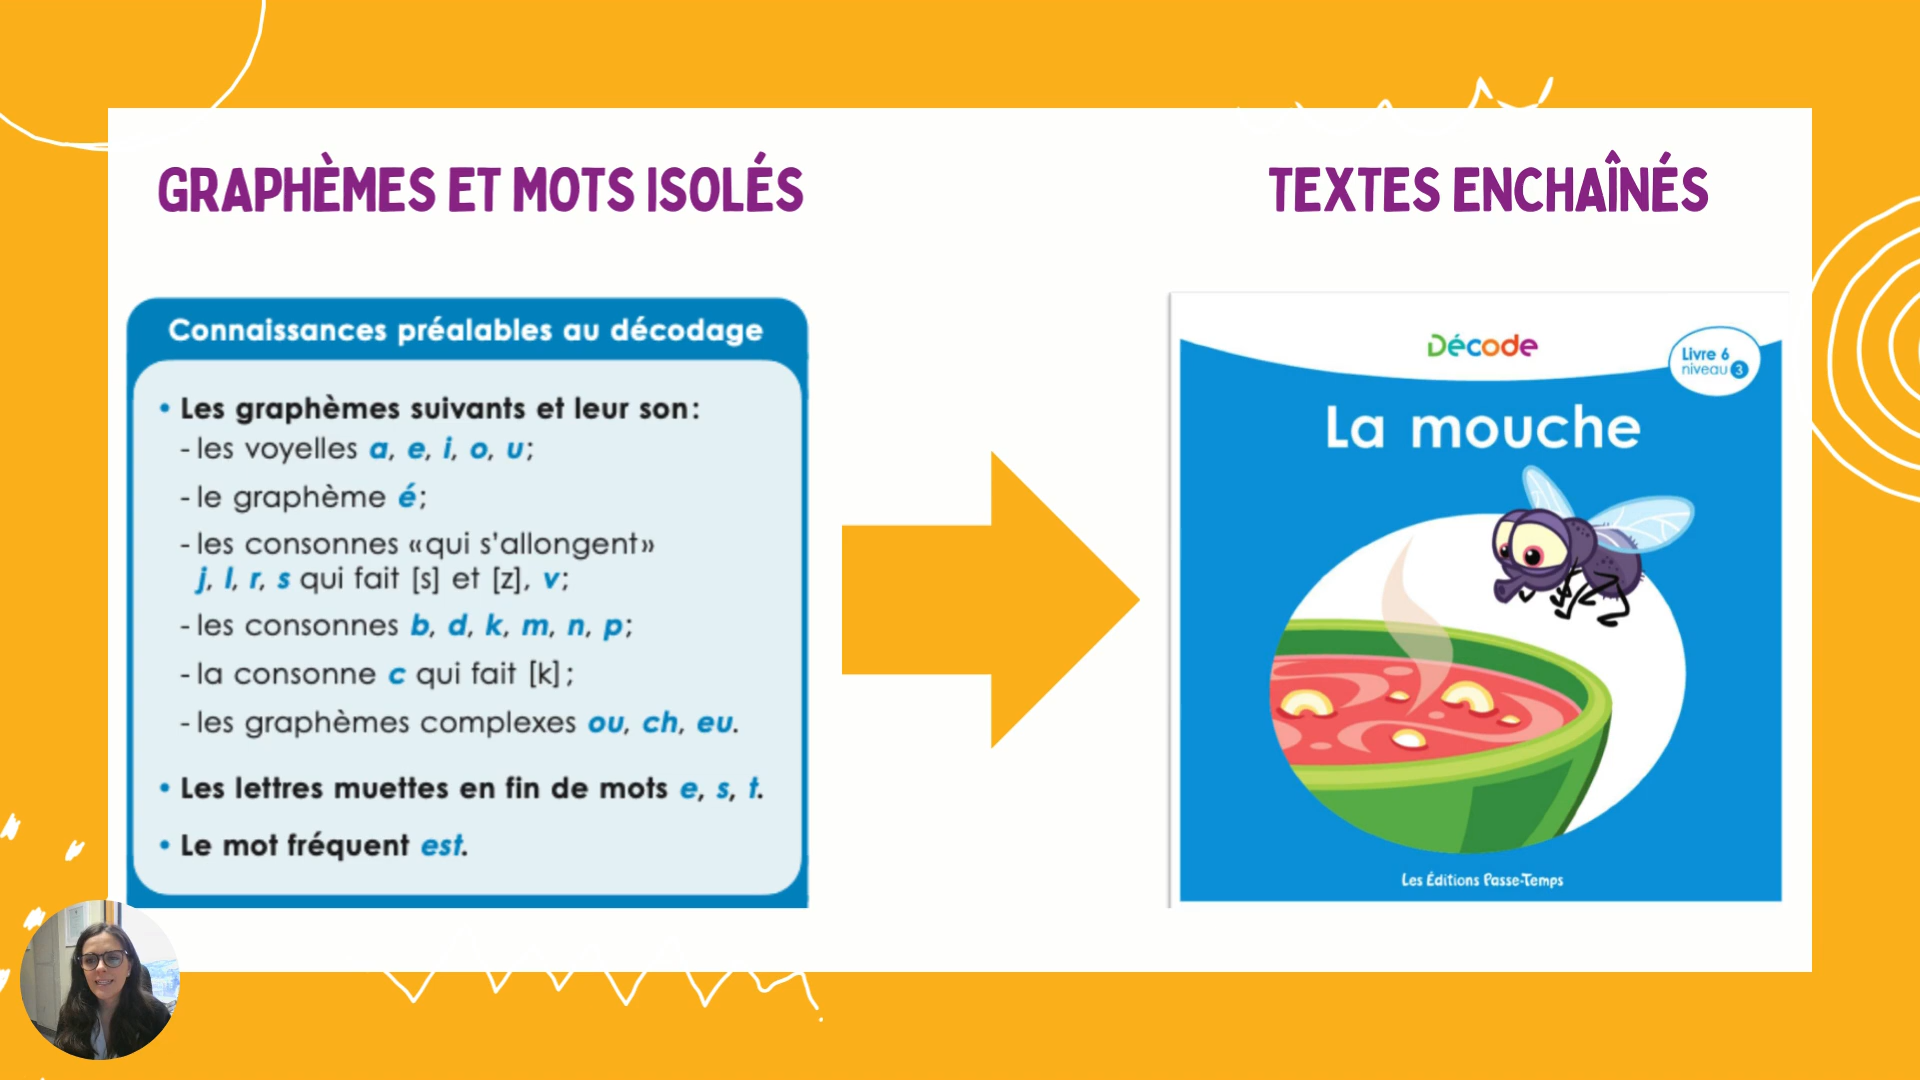 GRAPHÈMES ET MOTS ISOLÉS
TEXTES ENCHAÎNÉS
Connaissances préalables au décodage
• Les graphèmes suivants et leur son :
- les voyelles a, e, i, o, u;
- le graphème é;
- les consonnes «qui s'allongent»
j, l, r, s qui fait [s] et [z], v;
- les consonnes b, d, k, m, n, p;
- la consonne c qui fait [k];
- les graphèmes complexes ou, ch, eu.
• Les lettres muettes en fin de mots e, s, t.
• Le mot fréquent est.
Décode
Livre 6
niveau 3
La mouche
Les Éditions Passe-Temps